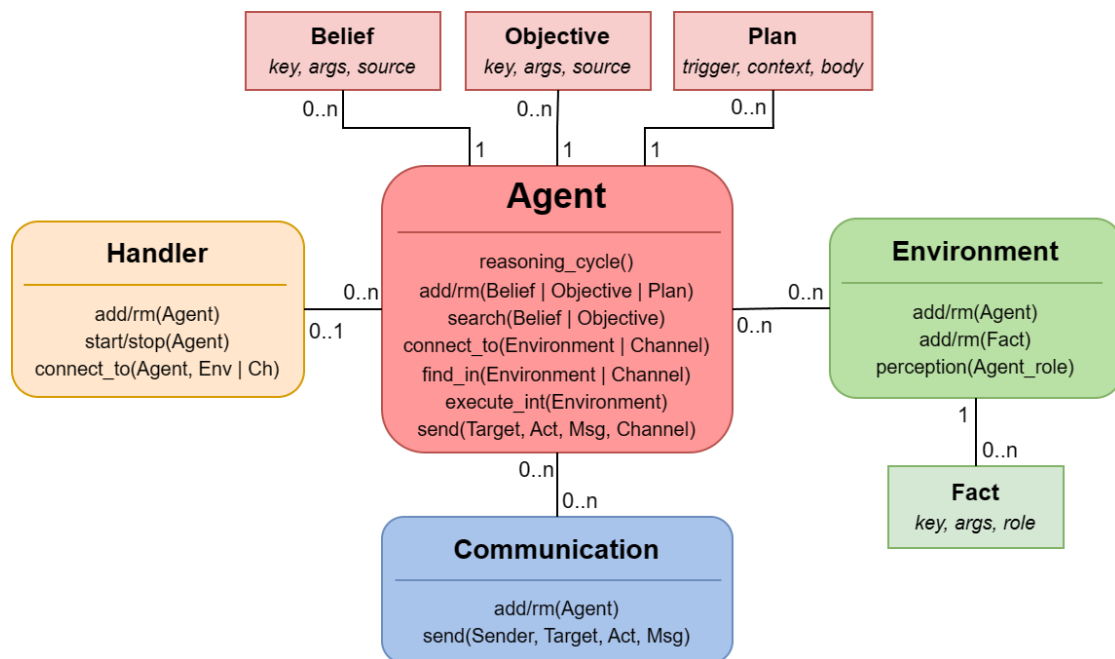 Belief
key, args, source
Objective
key, args, source
Plan
trigger, context, body
0..n
0..n
0..n
1
1
1
Agent
reasoning_cycle()
add/rm(Belief | Objective | Plan)
search(Belief | Objective)
connect_to(Environment | Channel)
find_in(Environment | Channel)
execute_int(Environment)
send(Target, Act, Msg, Channel)
Handler
add/rm(Agent)
start/stop(Agent)
connect_to(Agent, Env | Ch)
0..n
0..1
Environment
add/rm(Agent)
add/rm(Fact)
perception(Agent_role)
0..n
0..n
1
0..n
Fact
key, args, role
0..n
0..n
Communication
add/rm(Agent)
send(Sender, Target, Act, Msg)